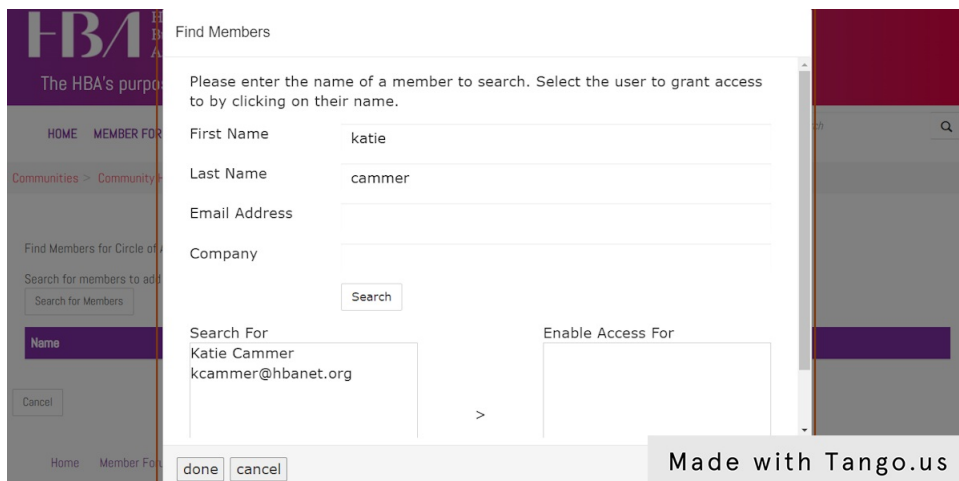 HBA
Find Members
The HBA's purpo
Please enter the name of a member to search. Select the user to grant access
to by clicking on their name.
HOME MEMBER FOR
First Name katie
Last Name cammer
Communities > Community H
Email Address
Company
Find Members for Circle of A
Search for members to add
Search for Members
Search
Name
Search For Enable Access For
Katie Cammer
kcammer@hbanet.org
>
Cancel
Home Member Foru
done cancel
Made with Tango.us